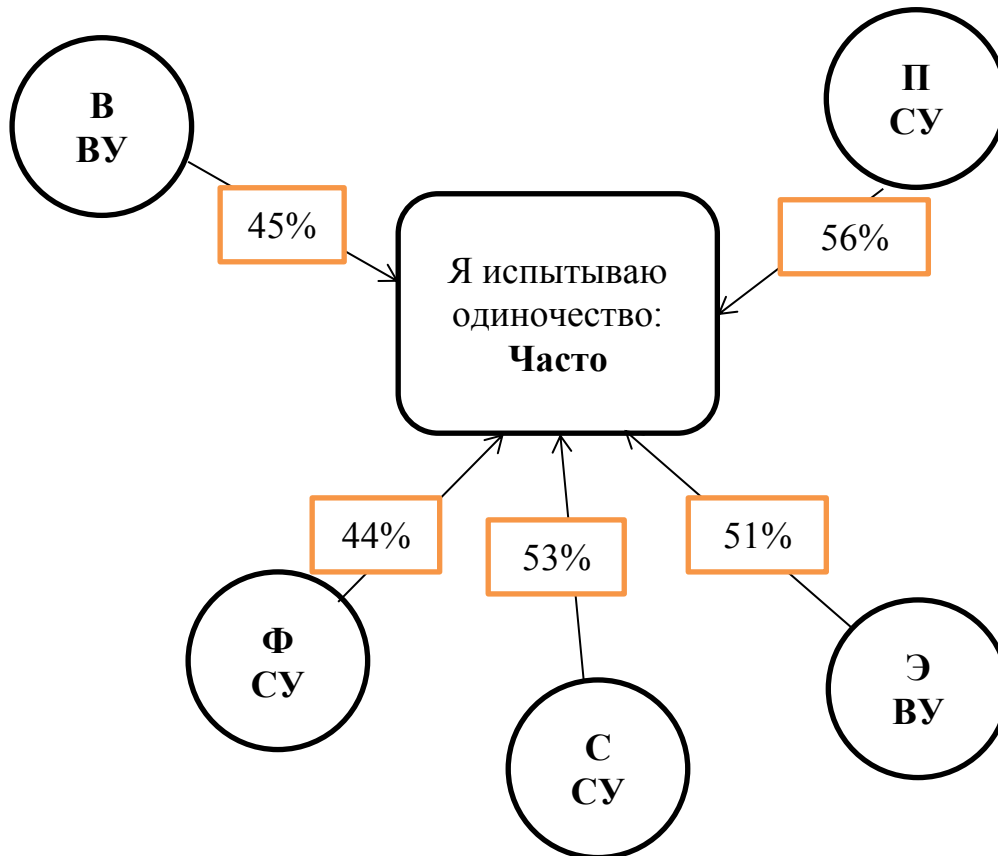 В
ВУ
П
СУ
45%
56%
Я испытываю
одиночество:
Часто
44%
53%
51%
Ф
СУ
С
СУ
Э
ВУ